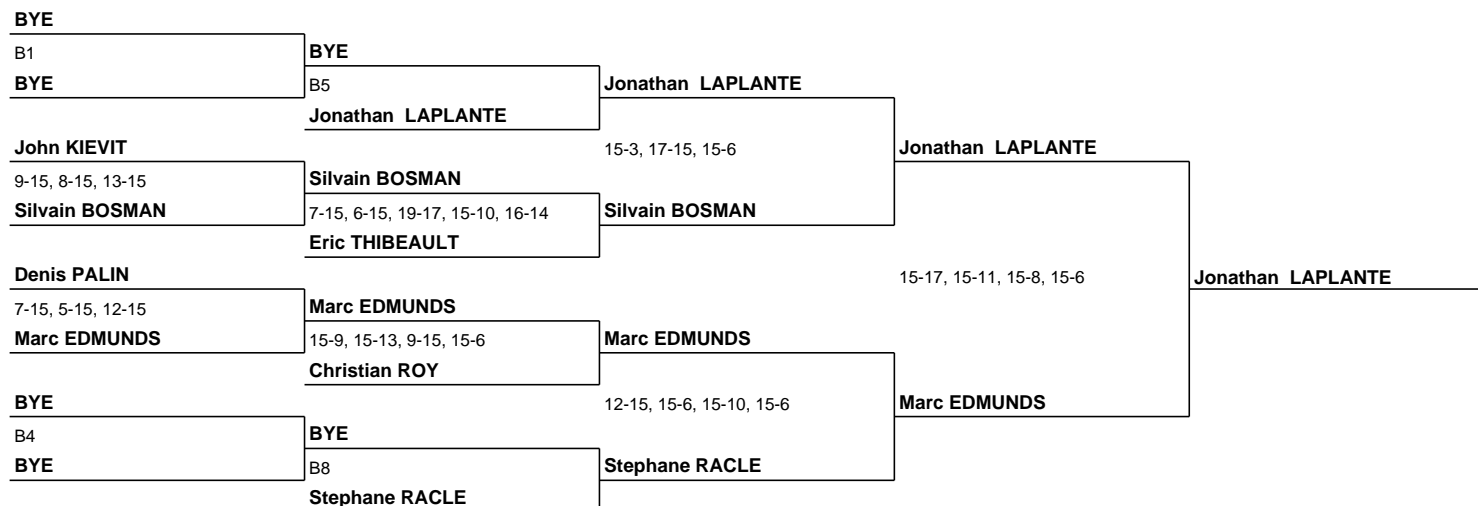 BYE
B1
BYE
BYE
B5
Jonathan LAPLANTE
Jonathan LAPLANTE
John KIEVIT
9-15, 8-15, 13-15
Silvain BOSMAN
Silvain BOSMAN
7-15, 6-15, 19-17, 15-10, 16-14
Eric THIBEAULT
15-3, 17-15, 15-6
Silvain BOSMAN
Jonathan LAPLANTE
Denis PALIN
7-15, 5-15, 12-15
Marc EDMUNDS
Marc EDMUNDS
15-9, 15-13, 9-15, 15-6
Christian ROY
Marc EDMUNDS
15-17, 15-11, 15-8, 15-6
Jonathan LAPLANTE
BYE
B4
BYE
BYE
B8
Stephane RACLE
12-15, 15-6, 15-10, 15-6
Stephane RACLE
Marc EDMUNDS